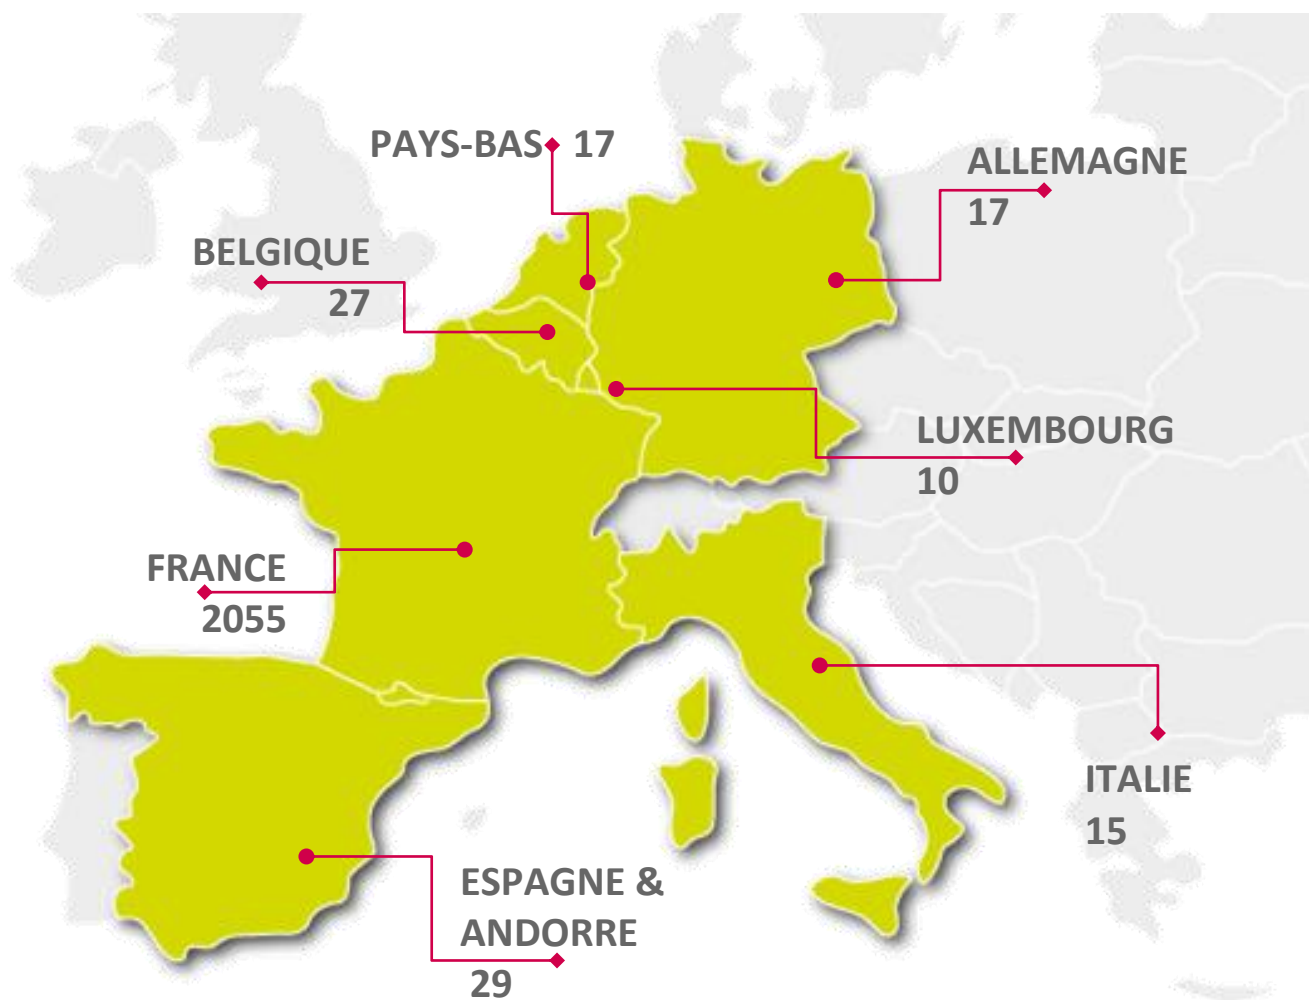 PAYS-BAS 17
ALLEMAGNE
17
BELGIQUE
27
LUXEMBOURG
10
FRANCE
2055
ITALIE
15
ESPAGNE &
ANDORRE
29